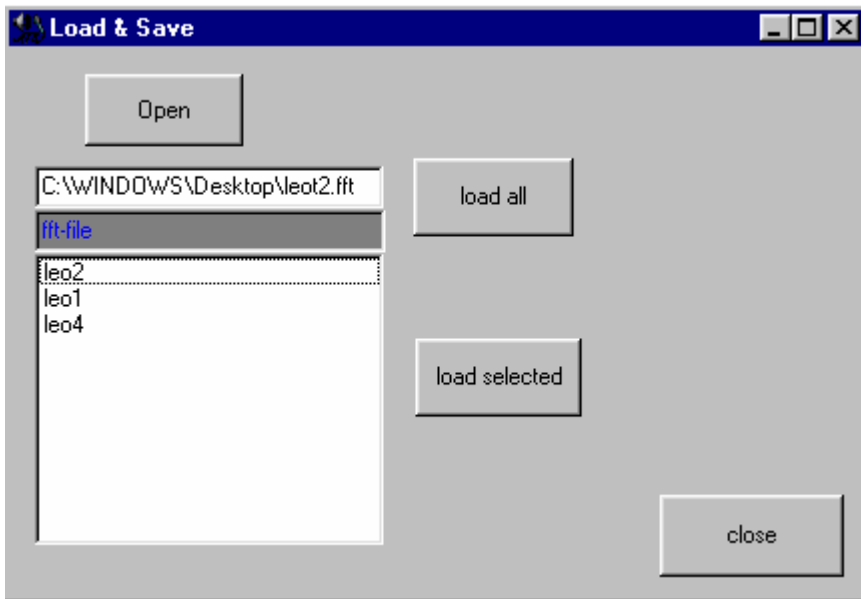 Load & Save
Open
C:\WINDOWS\Desktop\leot2.fft
load all
fft-file
leo2
leo1
leo4
load selected
close